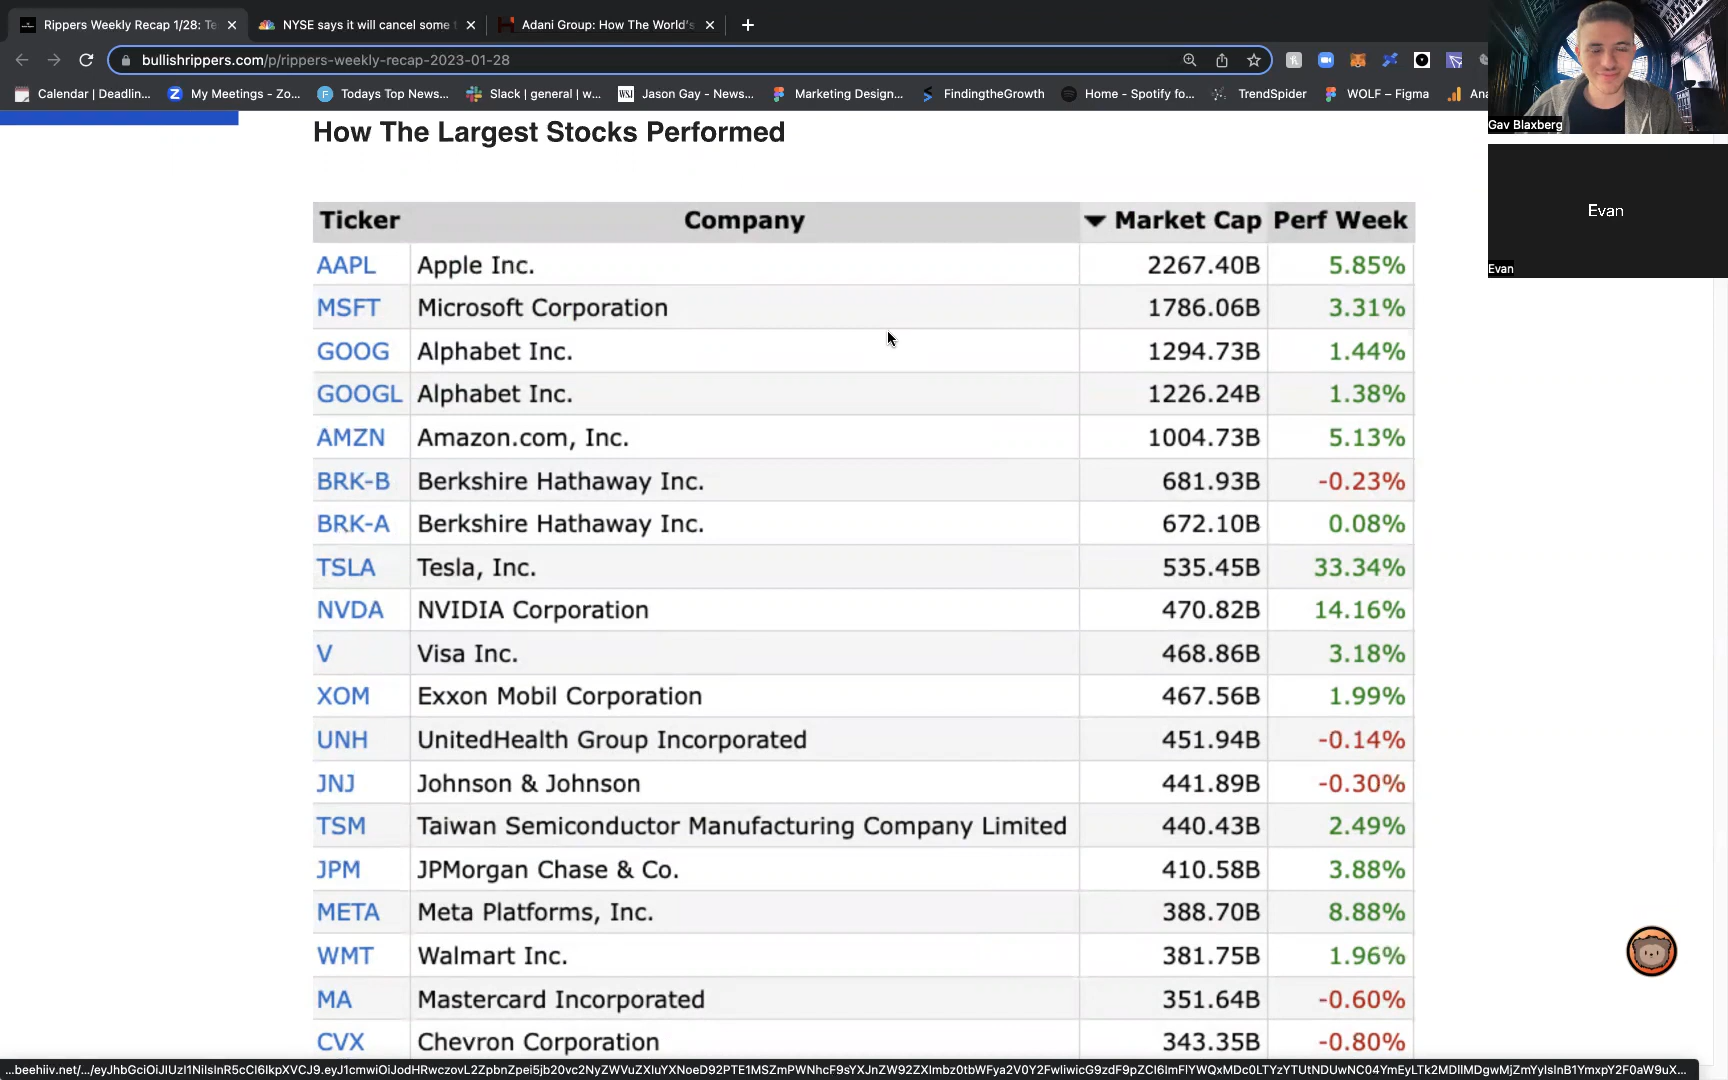 Rippers Weekly Recap 1/28: Te
NYSE says it will cancel some t
Adani Group: How The World's
bullishrippers.com/p/rippers-weekly-recap-2023-01-28
Calendar | Deadlin...
My Meetings - Zo...
Todays Top News...
Slack | general | w...
WSJ
Jason Gay - News...
Marketing Design...
FindingtheGrowth
Home - Spotify fo...
TrendSpider
WOLF – Figma
Ana
Gav Blaxberg
Evan
Evan
How The Largest Stocks Performed
Ticker Company Market Cap Perf Week
AAPL Apple Inc. 2267.40B 5.85%
MSFT Microsoft Corporation 1786.06B 3.31%
GOOG Alphabet Inc. 1294.73B 1.44%
GOOGL Alphabet Inc. 1226.24B 1.38%
AMZN Amazon.com, Inc. 1004.73B 5.13%
BRK-B Berkshire Hathaway Inc. 681.93B -0.23%
BRK-A Berkshire Hathaway Inc. 672.10B 0.08%
TSLA Tesla, Inc. 535.45B 33.34%
NVDA NVIDIA Corporation 470.82B 14.16%
V Visa Inc. 468.86B 3.18%
XOM Exxon Mobil Corporation 467.56B 1.99%
UNH UnitedHealth Group Incorporated 451.94B -0.14%
JNJ Johnson & Johnson 441.89B -0.30%
TSM Taiwan Semiconductor Manufacturing Company Limited 440.43B 2.49%
JPM JPMorgan Chase & Co. 410.58B 3.88%
META Meta Platforms, Inc. 388.70B 8.88%
WMT Walmart Inc. 381.75B 1.96%
MA Mastercard Incorporated 351.64B -0.60%
CVX Chevron Corporation 343.35B -0.80%